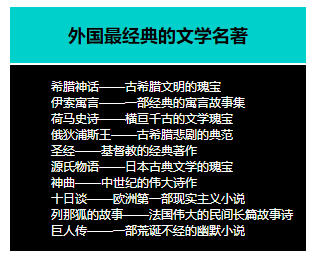 外国最经典的文学名著
希腊神话——古希腊文明的瑰宝
伊索寓言——一部经典的寓言故事集
荷马史诗——横亘千古的文学瑰宝
俄狄浦斯王——古希腊悲剧的典范
圣经——基督教的经典著作
源氏物语——日本古典文学的瑰宝
神曲——中世纪的伟大诗作
十日谈——欧洲第一部现实主义小说
列那狐的故事——法国伟大的民间长篇故事诗
巨人传——一部荒诞不经的幽默小说